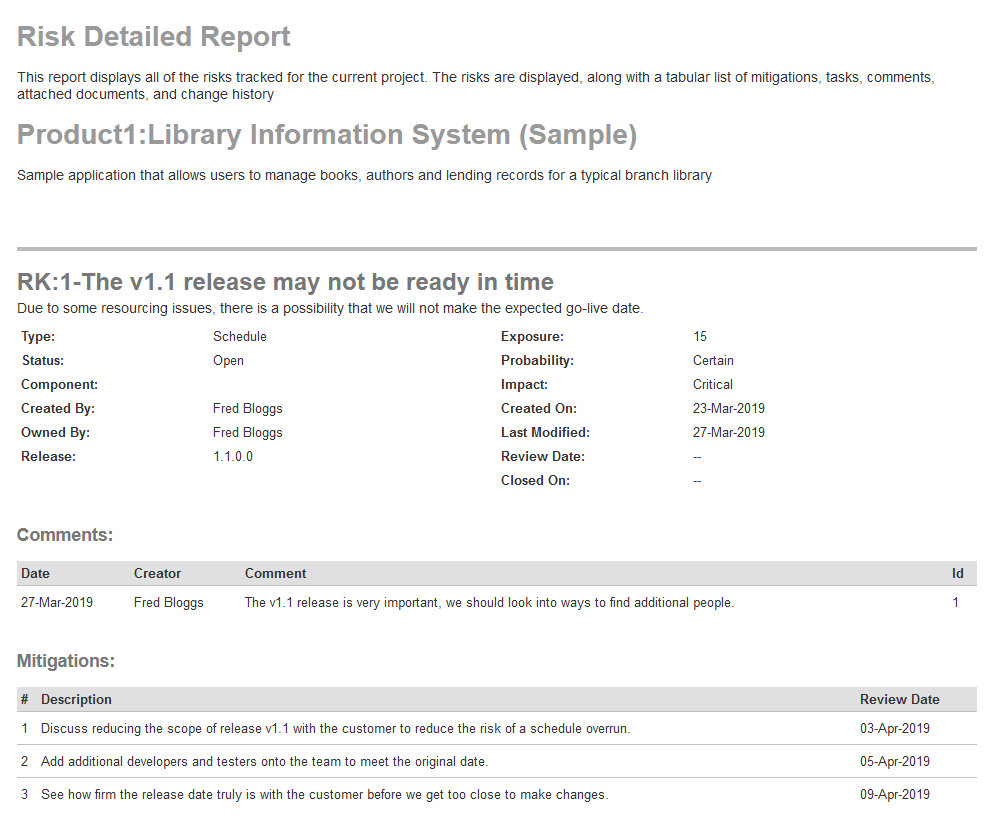 Risk Detailed Report
This report displays all of the risks tracked for the current project. The risks are displayed, along with a tabular list of mitigations, tasks, comments,
attached documents, and change history
Product1:Library Information System (Sample)
Sample application that allows users to manage books, authors and lending records for a typical branch library
RK:1-The v1.1 release may not be ready in time
Due to some resourcing issues, there is a possibility that we will not make the expected go-live date.
Type: Schedule Exposure: 15
Status: Open Probability: Certain
Component: Impact: Critical
Created By: Fred Bloggs Created On: 23-Mar-2019
Owned By: Fred Bloggs Last Modified: 27-Mar-2019
Release: 1.1.0.0 Review Date: --
Closed On: --
Comments:
Date Creator Comment Id
27-Mar-2019 Fred Bloggs The v1.1 release is very important, we should look into ways to find additional people. 1
Mitigations:
# Description Review Date
1 Discuss reducing the scope of release v1.1 with the customer to reduce the risk of a schedule overrun. 03-Apr-2019
2 Add additional developers and testers onto the team to meet the original date. 05-Apr-2019
3 See how firm the release date truly is with the customer before we get too close to make changes. 09-Apr-2019